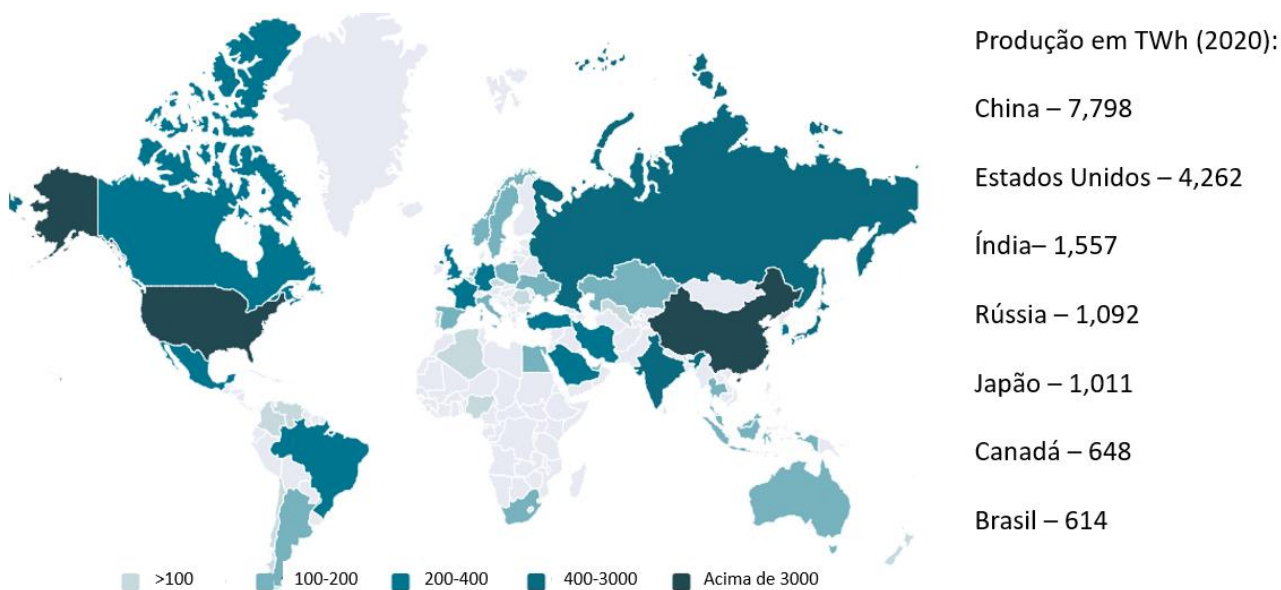 Produção em TWh (2020):
China – 7,798
Estados Unidos – 4,262
Índia– 1,557
Rússia – 1,092
Japão – 1,011
Canadá – 648
Brasil – 614
>100 100-200 200-400 400-3000 Acima de 3000